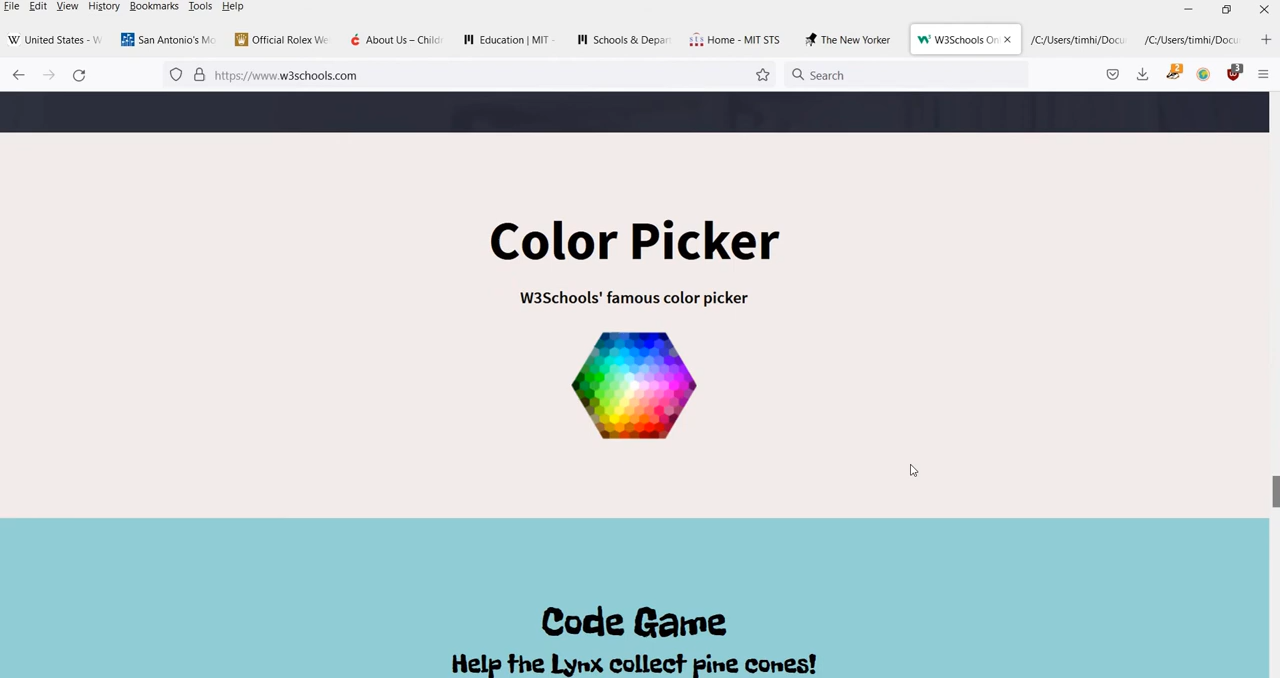 File Edit View History Bookmarks Tools Help
United States - W San Antonio's Mo Official Rolex We About Us – Child Education | MIT - Schools & Depar Home - MIT STS The New Yorker W3Schools On /C:/Users/timhi/Docu /C:/Users/timhi/Docu
https://www.w3schools.com Search 2 3
Color Picker
W3Schools' famous color picker
Code Game
Help the Lynx collect pine cones!